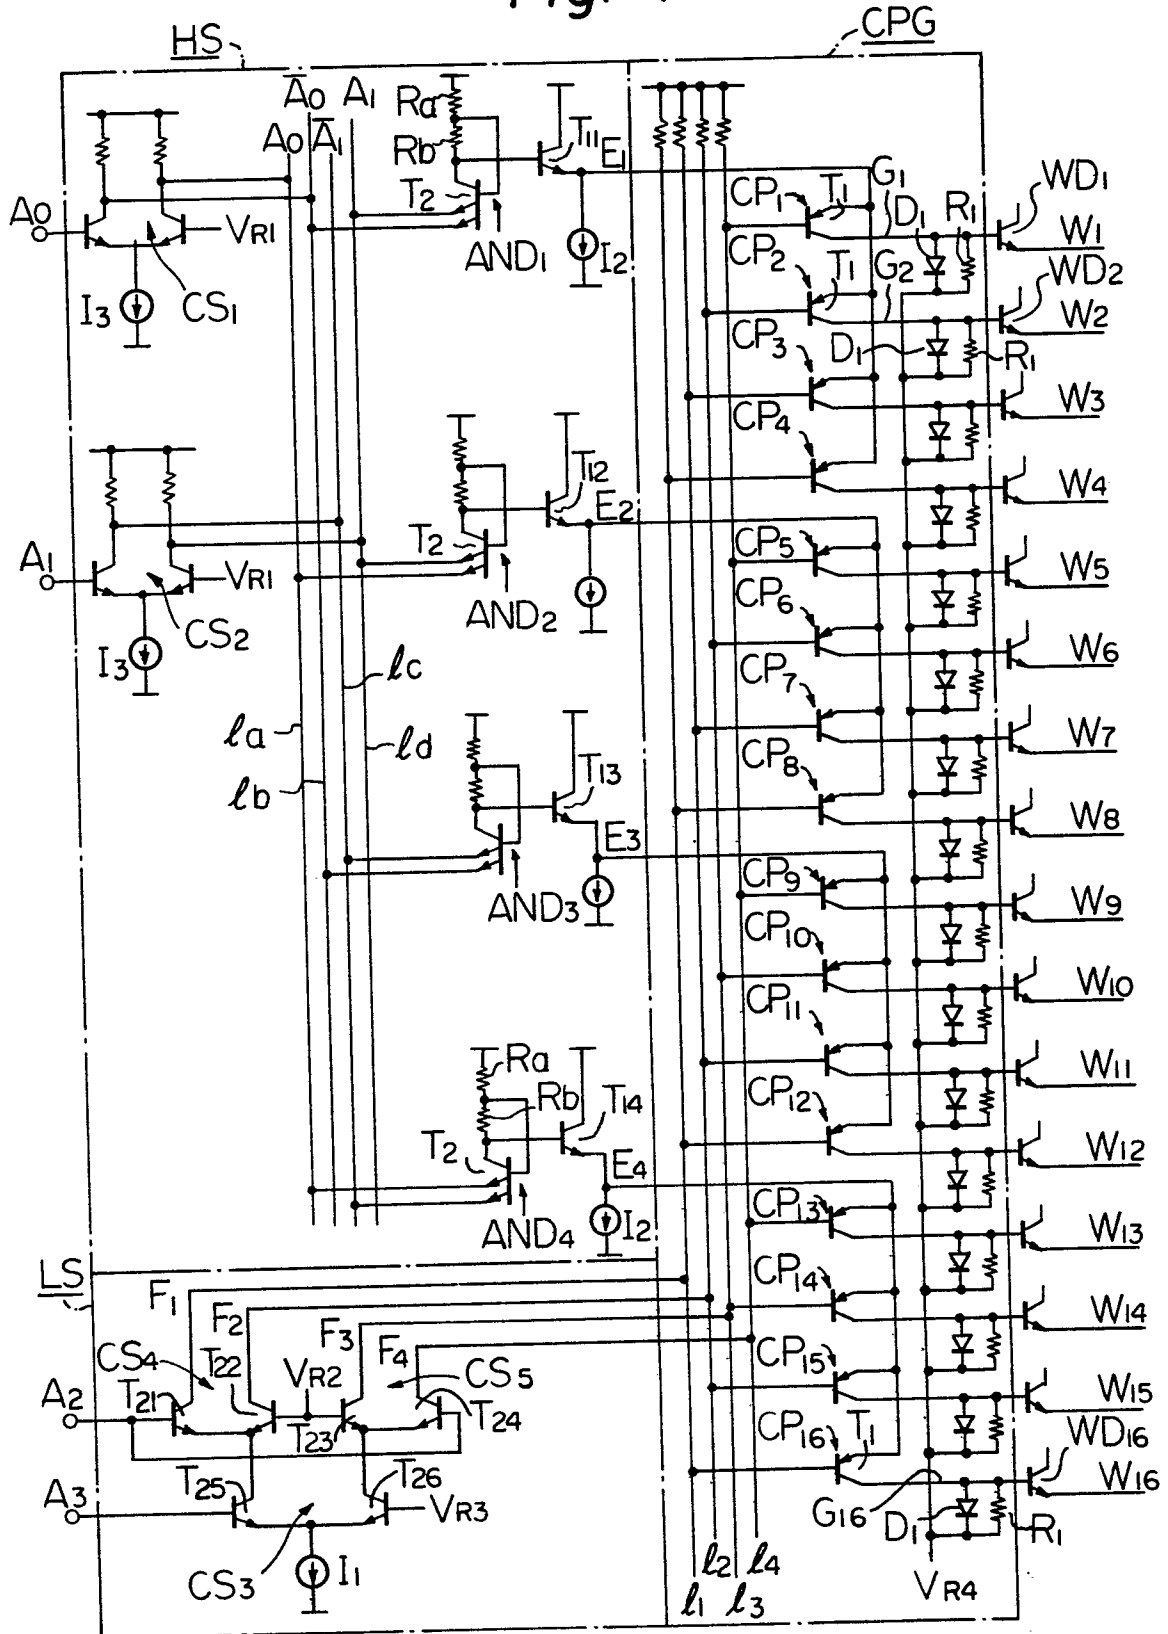 Fig.
HS
CPG
A̅0 A1
A0 A̅1
Ra
Rb
T11 E1
T2
AND1
I2
A0
VR1
I3
CS1
CP1 T1 G1 D1 R1 WD1
W1
CP2 T1 G2 WD2
W2
D1 R1
CP3
W3
CP4
W4
T12
E2
T2
AND2
A1
VR1
I3
CS2
CP5
W5
CP6
W6
CP7
W7
CP8
W8
lc
la
ld
lb
T13
E3
AND3
CP9
W9
CP10
W10
CP11
W11
CP12
W12
Ra
Rb
T14
T2
E4
AND4
I2
CP13
W13
CP14
W14
CP15
W15
CP16 T1 WD16
W16
G16 D1 R1
VR4
LS
F1
F2
F3
F4
CS4 T22 VR2 CS5
A2
T21
T23
T24
T25
T26
A3
VR3
CS3
I1
l2 l4
l1 l3